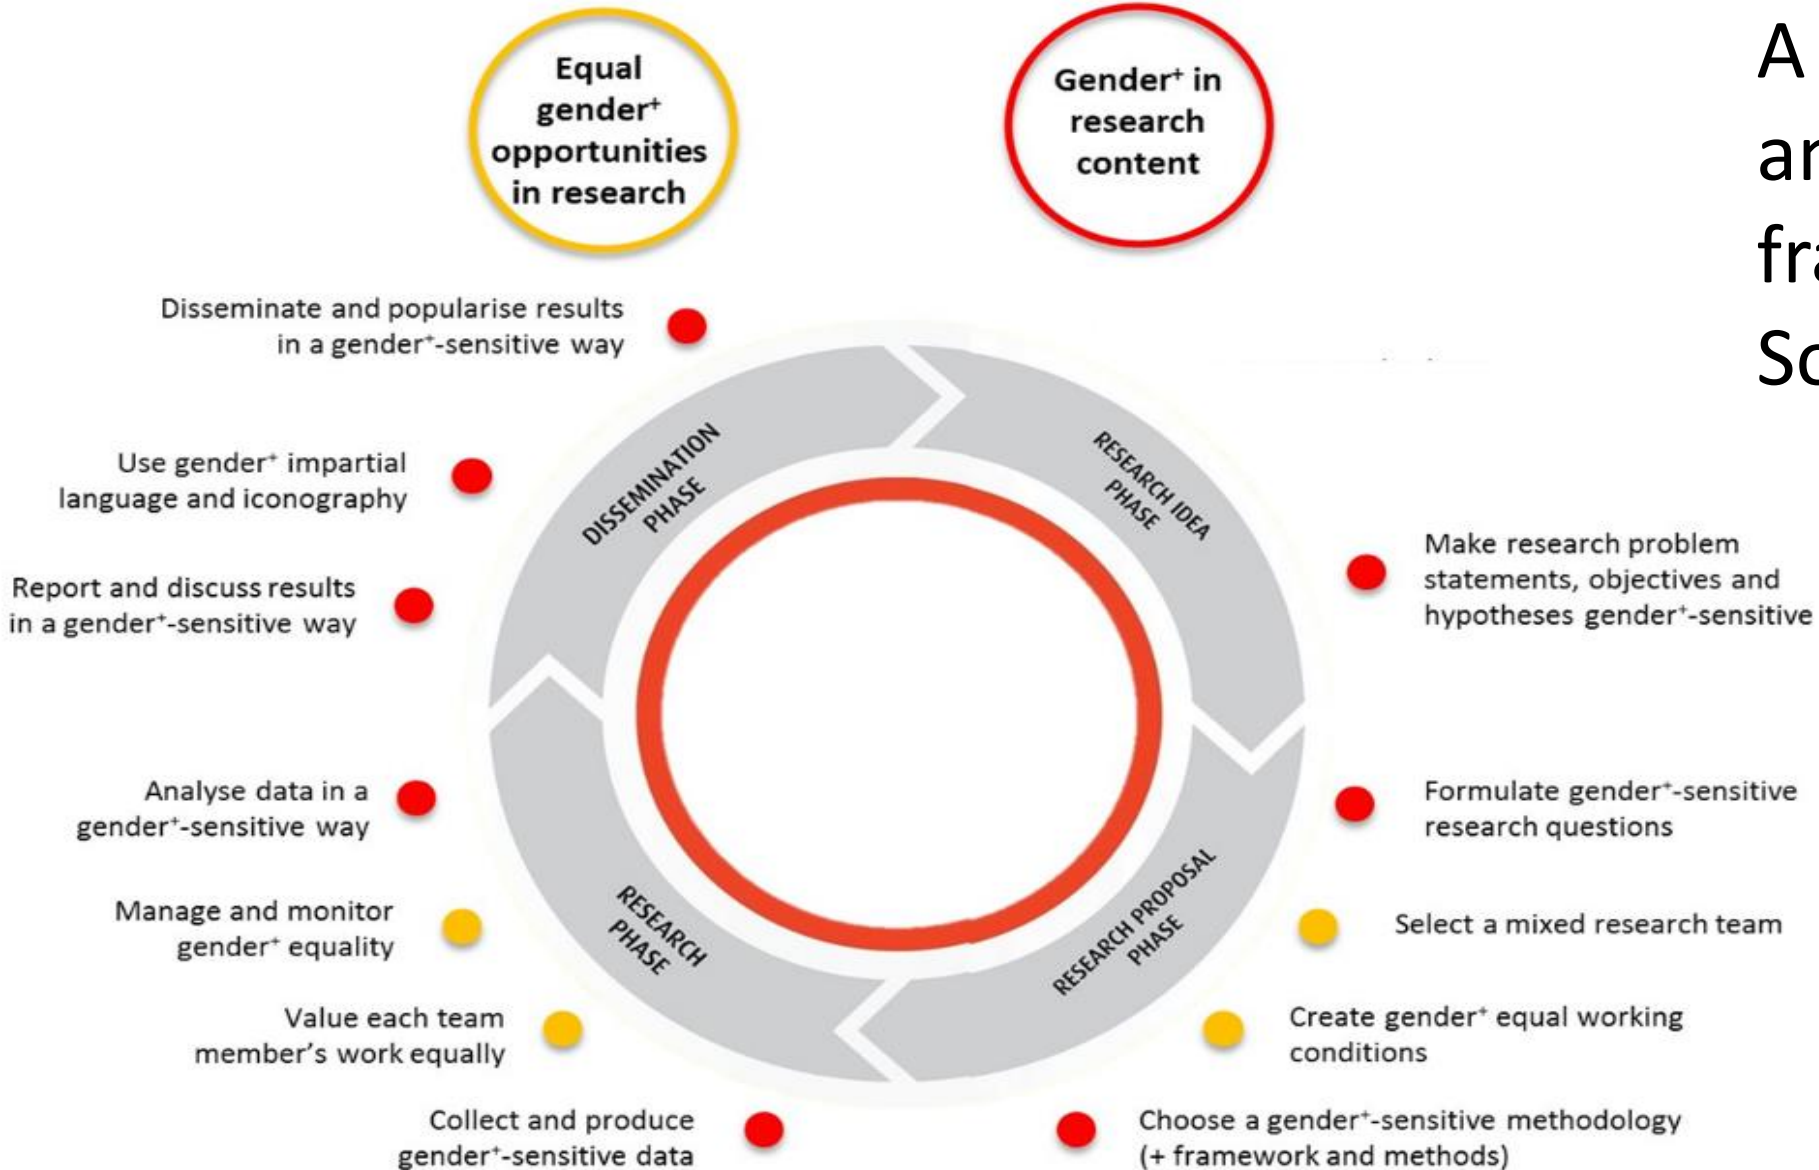 Equal
gender⁺
opportunities
in research
Gender⁺ in
research
content
A
Disseminate and popularise results
in a gender⁺-sensitive way
Use gender⁺ impartial
language and iconography
Report and discuss results
in a gender⁺-sensitive way
Analyse data in a
gender⁺-sensitive way
Manage and monitor
gender⁺ equality
Value each team
member’s work equally
Collect and produce
gender⁺-sensitive data
DISSEMINATION
PHASE
RESEARCH IDEA
PHASE
RESEARCH PROPOSAL
PHASE
RESEARCH
PHASE
Make research problem
statements, objectives and
hypotheses gender⁺-sensitive
Formulate gender⁺-sensitive
research questions
Select a mixed research team
Create gender⁺ equal working
conditions
Choose a gender⁺-sensitive methodology
(+ framework and methods)